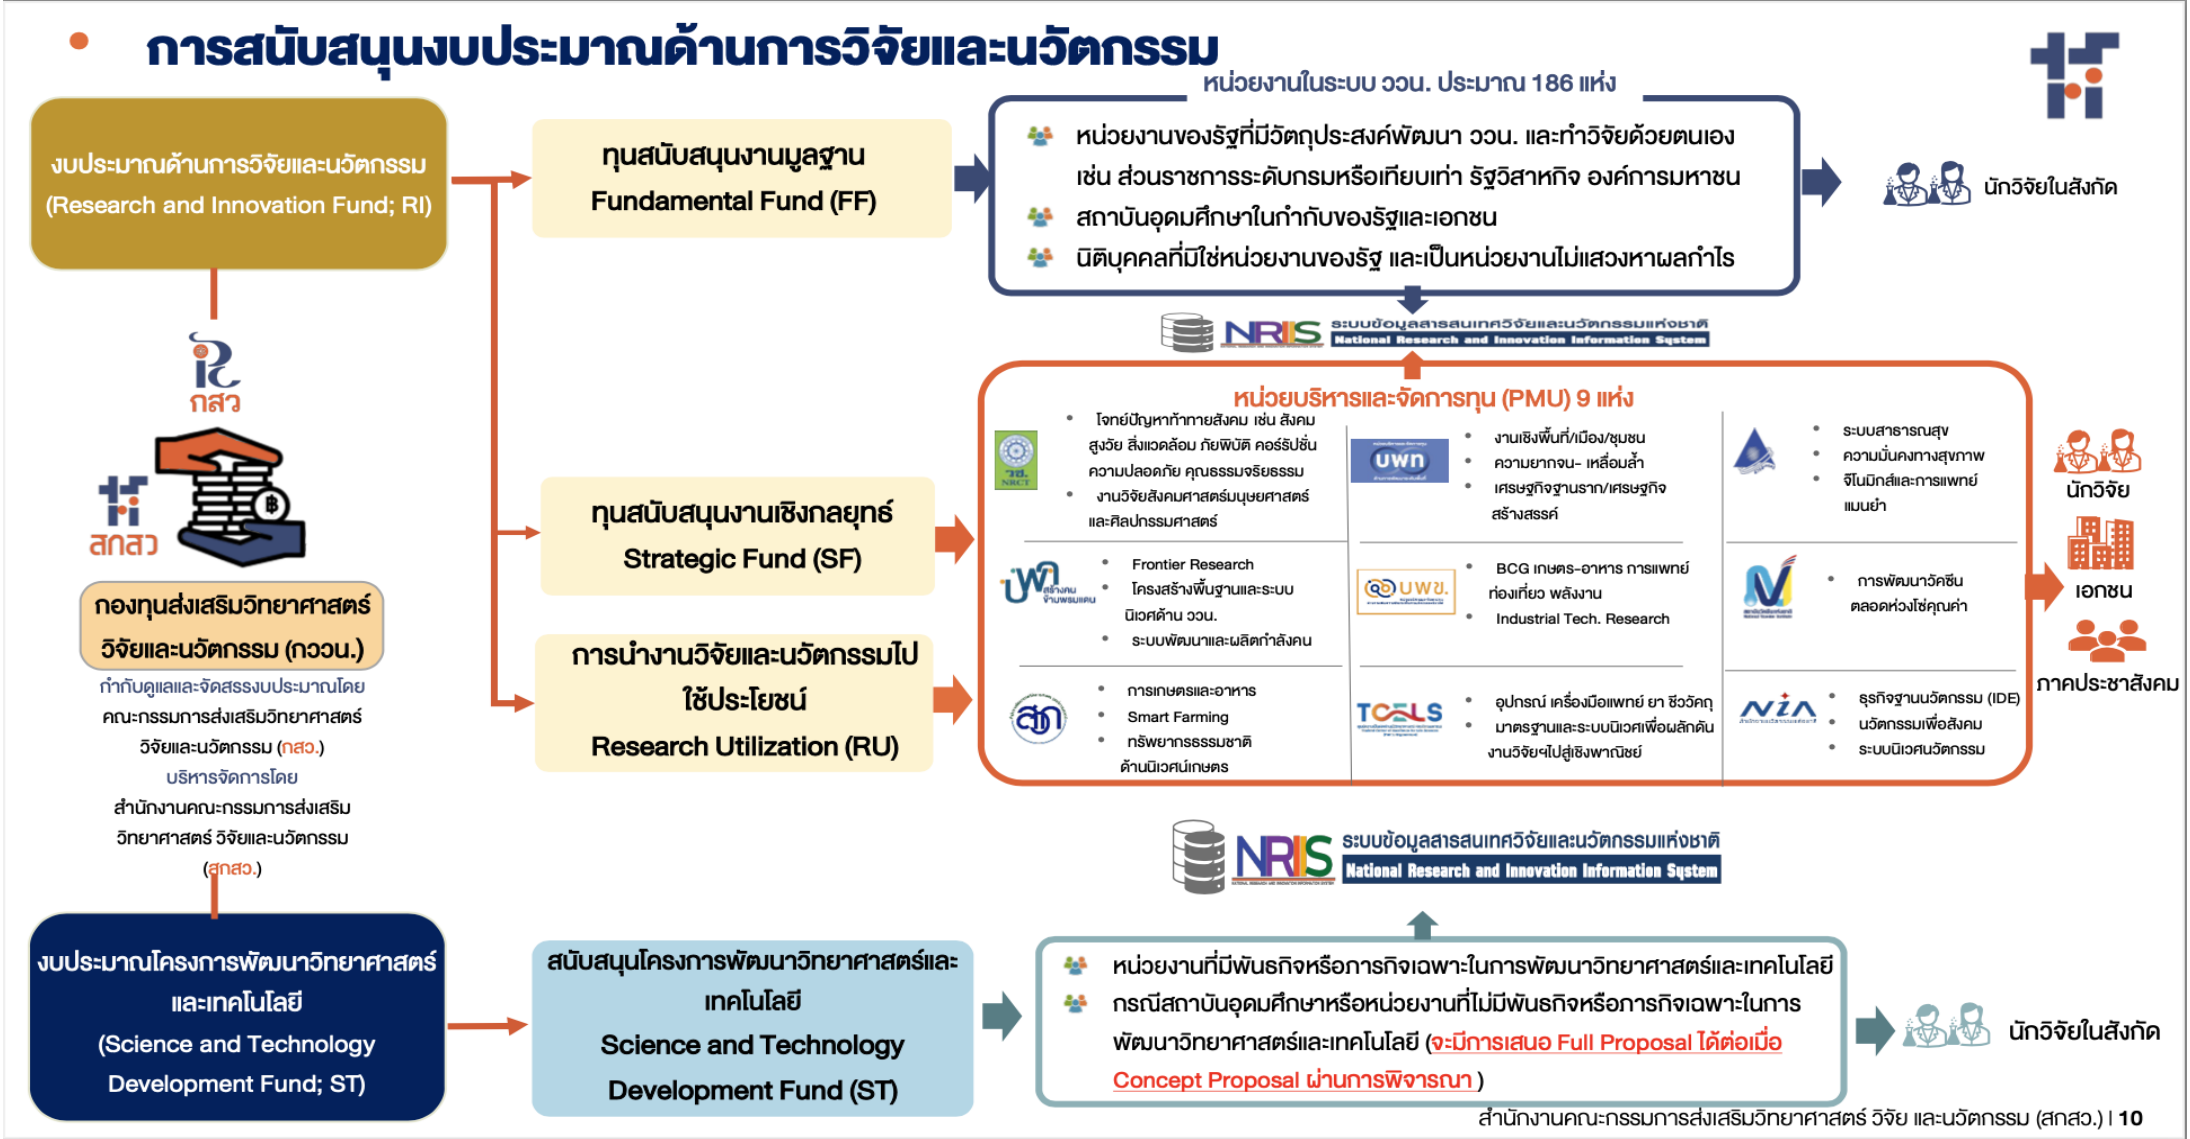 • การสนับสนุนงบประมาณด้านการวิจัยและนวัตกรรม
งบประมาณด้านการวิจัยและนวัตกรรม
(Research and Innovation Fund; RI)
กสว
สกสว
กองทุนส่งเสริมวิทยาศาสตร์
วิจัยและนวัตกรรม (กววน.)
กำกับดูแลและจัดสรรงบประมาณโดย
คณะกรรมการส่งเสริมวิทยาศาสตร์
วิจัยและนวัตกรรม (กสว.)
บริหารจัดการโดย
สำนักงานคณะกรรมการส่งเสริม
วิทยาศาสตร์ วิจัยและนวัตกรรม
(สกสว.)
งบประมาณโครงการพัฒนาวิทยาศาสตร์
และเทคโนโลยี
(Science and Technology
Development Fund; ST)
ทุนสนับสนุนงานมูลฐาน
Fundamental Fund (FF)
ทุนสนับสนุนงานเชิงกลยุทธ์
Strategic Fund (SF)
การนำงานวิจัยและนวัตกรรมไป
ใช้ประโยชน์
Research Utilization (RU)
สนับสนุนโครงการพัฒนาวิทยาศาสตร์และ
เทคโนโลยี
Science and Technology
Development Fund (ST)
หน่วยงานในระบบ ววน. ประมาณ 186 แห่ง
หน่วยงานของรัฐที่มีวัตถุประสงค์พัฒนา ววน. และทำวิจัยด้วยตนเอง
เช่น ส่วนราชการระดับกรมหรือเทียบเท่า รัฐวิสาหกิจ องค์การมหาชน
สถาบันอุดมศึกษาในกำกับของรัฐและเอกชน
นิติบุคคลที่มิใช่หน่วยงานของรัฐ และเป็นหน่วยงานไม่แสวงหาผลกำไร
นักวิจัยในสังกัด
NRIIS ระบบข้อมูลสารสนเทศวิจัยและนวัตกรรมแห่งชาติ
National Research and Innovation Information System
หน่วยบริหารและจัดการทุน (PMU) 9 แห่ง
วช.
NRCT
• โจทย์ปัญหาท้าทายสังคม เช่น สังคม
สูงวัย สิ่งแวดล้อม ภัยพิบัติ คอร์รัปชั่น
ความปลอดภัย คุณธรรมจริยธรรม
• งานวิจัยสังคมศาสตร์มนุษยศาสตร์
และศิลปกรรมศาสตร์
บพท
• งานเชิงพื้นที่/เมือง/ชุมชน
• ความยากจน- เหลื่อมล้ำ
• เศรษฐกิจฐานราก/เศรษฐกิจ
สร้างสรรค์
• ระบบสาธารณสุข
• ความมั่นคงทางสุขภาพ
• จีโนมิกส์และการแพทย์
แมนยำ
บพค
สร้างคน
ข้ามพรมแดน
• Frontier Research
• โครงสร้างพื้นฐานและระบบ
นิเวศด้าน ววน.
• ระบบพัฒนาและผลิตกำลังคน
บพข.
• BCG เกษตร-อาหาร การแพทย์
ท่องเที่ยว พลังงาน
• Industrial Tech. Research
• การพัฒนาวัคซีน
ตลอดห่วงโซ่คุณค่า
สวก
• การเกษตรและอาหาร
• Smart Farming
• ทรัพยากรธรรมชาติ
ด้านนิเวศน์เกษตร
TCELS
• อุปกรณ์ เครื่องมือแพทย์ ยา ชีววัคถุ
• มาตรฐานและระบบนิเวศเพื่อผลักดัน
งานวิจัยฯไปสู่เชิงพาณิชย์
NIA
• ธุรกิจฐานนวัตกรรม (IDE)
• นวัตกรรมเพื่อสังคม
• ระบบนิเวศนวัตกรรม
นักวิจัย
เอกชน
ภาคประชาสังคม
NRIIS ระบบข้อมูลสารสนเทศวิจัยและนวัตกรรมแห่งชาติ
National Research and Innovation Information System
หน่วยงานที่มีพันธกิจหรือภารกิจเฉพาะในการพัฒนาวิทยาศาสตร์และเทคโนโลยี
กรณีสถาบันอุดมศึกษาหรือหน่วยงานที่ไม่มีพันธกิจหรือภารกิจเฉพาะในการ
พัฒนาวิทยาศาสตร์และเทคโนโลยี (จะมีการเสนอ Full Proposal ได้ต่อเมื่อ
Concept Proposal ผ่านการพิจารณา )
นักวิจัยในสังกัด
สำนักงานคณะกรรมการส่งเสริมวิทยาศาสตร์ วิจัย และนวัตกรรม (สกสว.) | 10